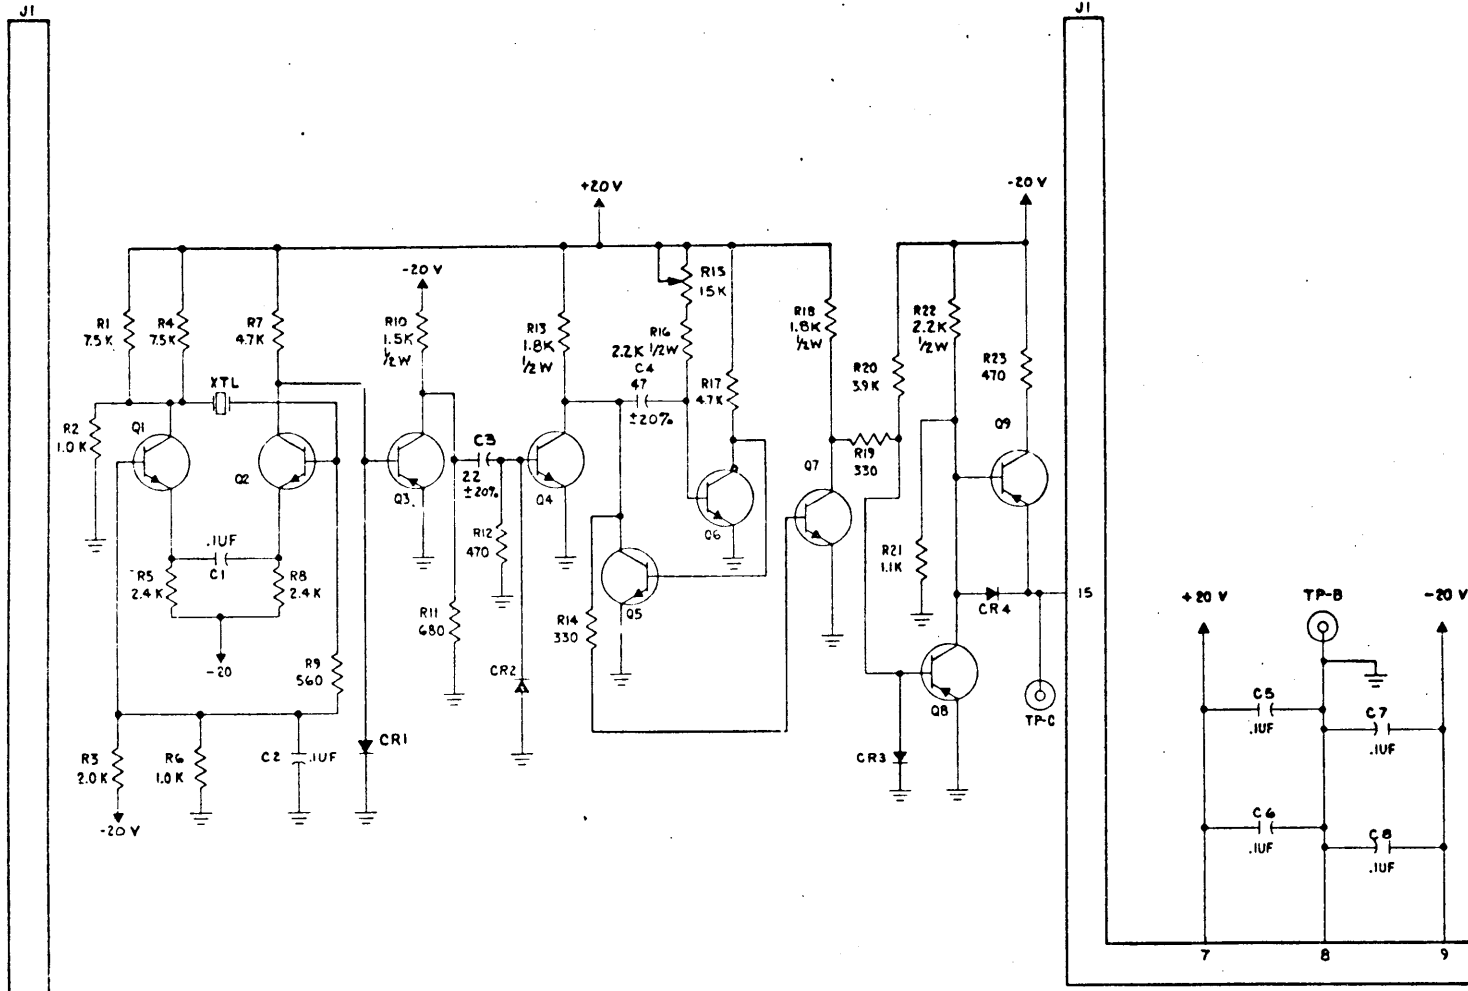 J1
J1
+20 V
-20 V
-20 V
R1
7.5 K
R4
7.5 K
R7
4.7K
R10
1.5K
1/2W
R13
1.8K
1/2 W
R15
15K
R16
2.2K 1/2W
C4
47
±20%
R17
4.7K
R18
1.8K
1/2W
R20
3.9K
R22
2.2K
1/2W
R23
470
XTL
R2
1.0 K
Q1
Q2
Q3
C3
22
±20%
R12
470
Q4
Q6
Q7
R19
330
Q9
.1UF
C1
R5
2.4 K
R8
2.4 K
-20
R11
680
Q5
R14
330
R21
1.1K
CR4
15
Q8
TP-C
R9
560
CR2
CR1
R3
2.0 K
R6
1.0 K
C2
.1UF
-20 V
CR3
+20 V
TP-B
-20 V
C5
.1UF
C7
.1UF
C6
.1UF
C8
.1UF
7
8
9